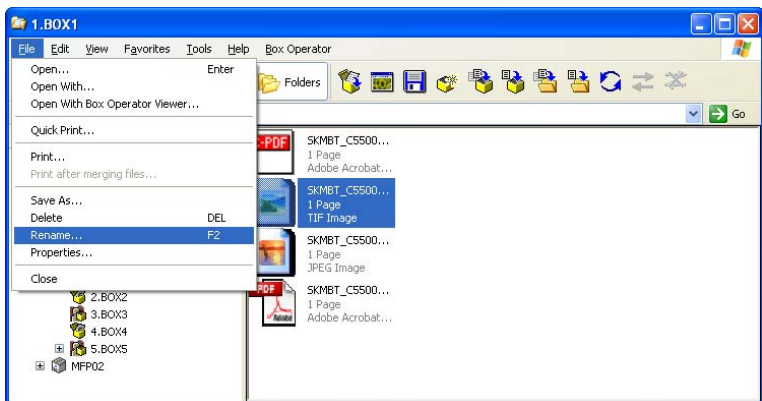 1.BOX1
File Edit View Favorites Tools Help Box Operator
Open... Enter
Open With...
Open With Box Operator Viewer...
Quick Print...
Print...
Print after merging files...
Save As...
Delete DEL
Rename... F2
Properties...
Close
Folders
Go
PDF
SKMBT_C5500...
1 Page
Adobe Acrobat...
SKMBT_C5500...
1 Page
TIF Image
SKMBT_C5500...
1 Page
JPEG Image
PDF
Adobe
SKMBT_C5500...
1 Page
Adobe Acrobat...
2.BOX2
3.BOX3
4.BOX4
5.BOX5
MFP02